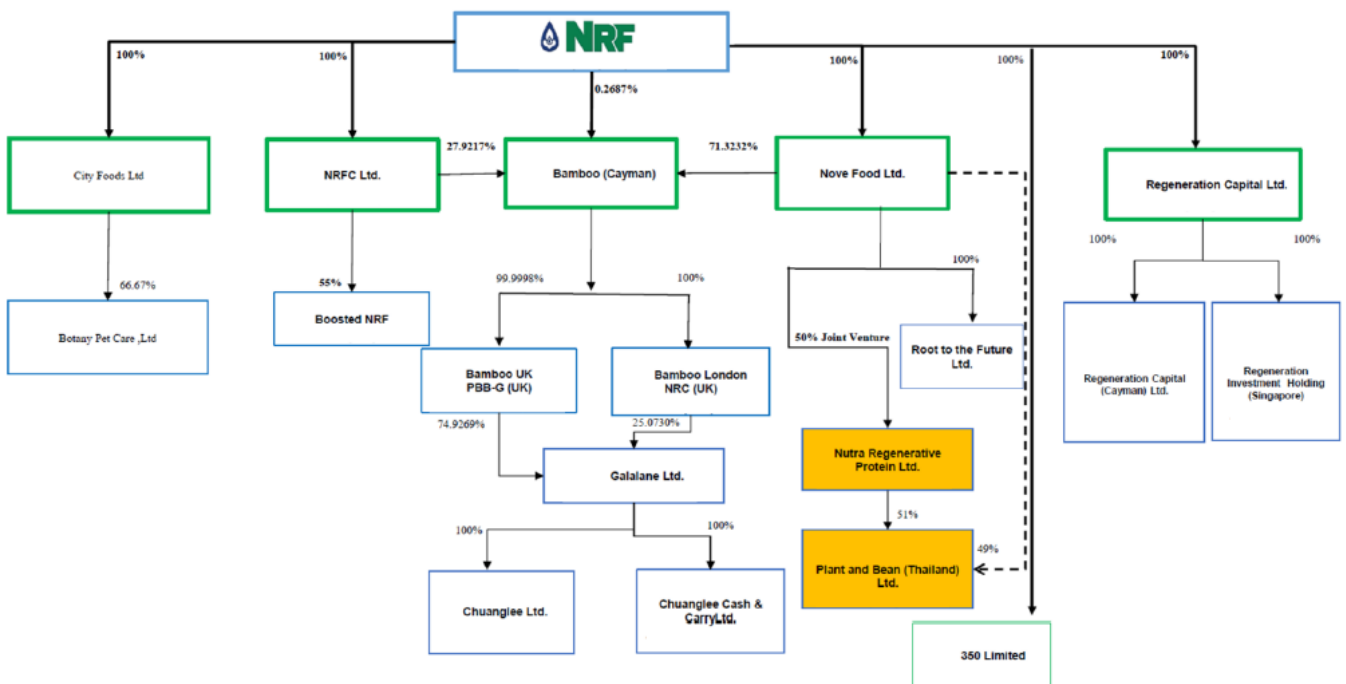 NRF
100%
100%
100%
100%
100%
0.2687%
27.9217%
71.3232%
City Foods Ltd
NRFC Ltd.
Bamboo (Cayman)
Nove Food Ltd.
Regeneration Capital Ltd.
100%
100%
66.67%
55%
99.9998%
100%
100%
Botany Pet Care ,Ltd
Boosted NRF
50% Joint Venture
Root to the Future
Ltd.
Bamboo UK
PBB-G (UK)
Bamboo London
NRC (UK)
Regeneration Capital
(Cayman) Ltd.
Regeneration
Investment Holding
(Singapore)
74.9269%
25.0730%
Nutra Regenerative
Protein Ltd.
Galalane Ltd.
51%
100%
100%
49%
Plant and Bean (Thailand)
Ltd.
Chuanglee Ltd.
Chuanglee Cash &
CarryLtd.
350 Limited